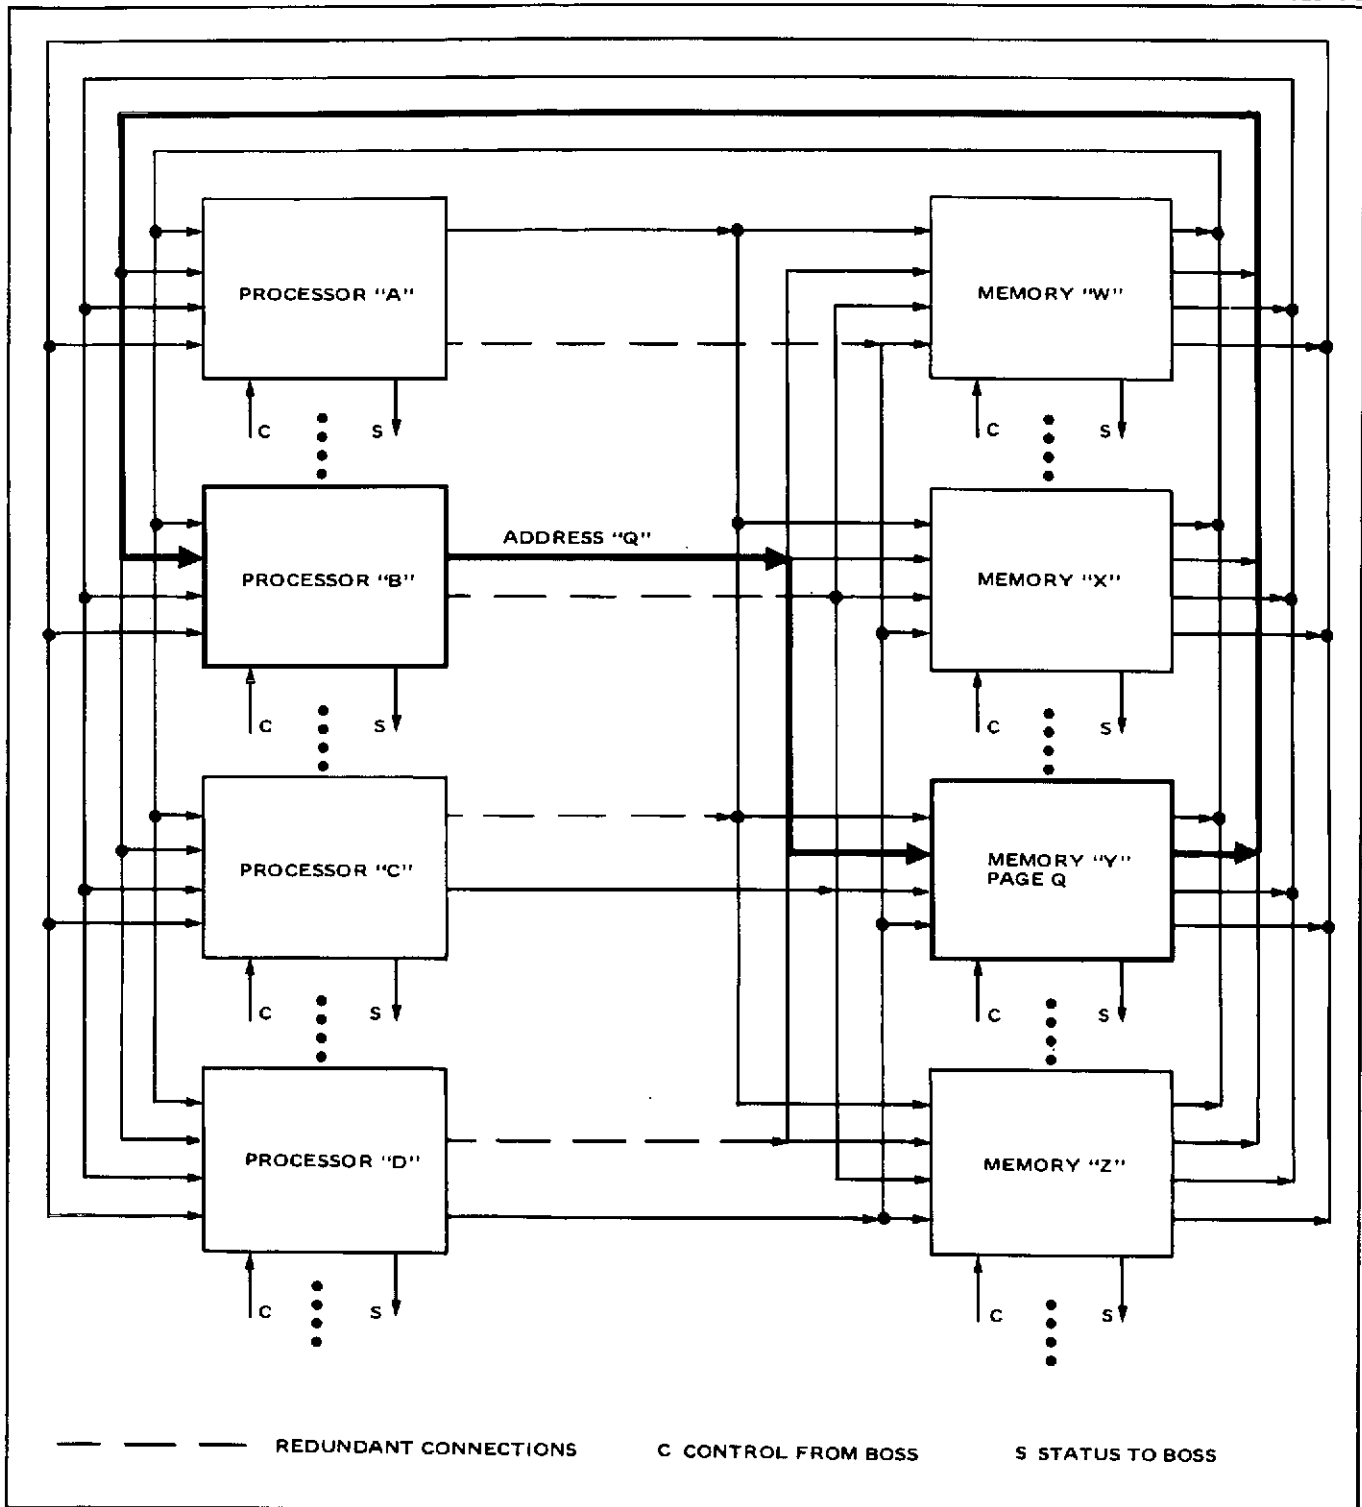 PROCESSOR "A"
MEMORY "W"
C
S
C
S
ADDRESS "Q"
PROCESSOR "B"
MEMORY "X"
C
S
C
S
PROCESSOR "C"
MEMORY "Y"
PAGE Q
C
S
C
S
PROCESSOR "D"
MEMORY "Z"
C
S
C
S
REDUNDANT CONNECTIONS
C CONTROL FROM BOSS
S STATUS TO BOSS